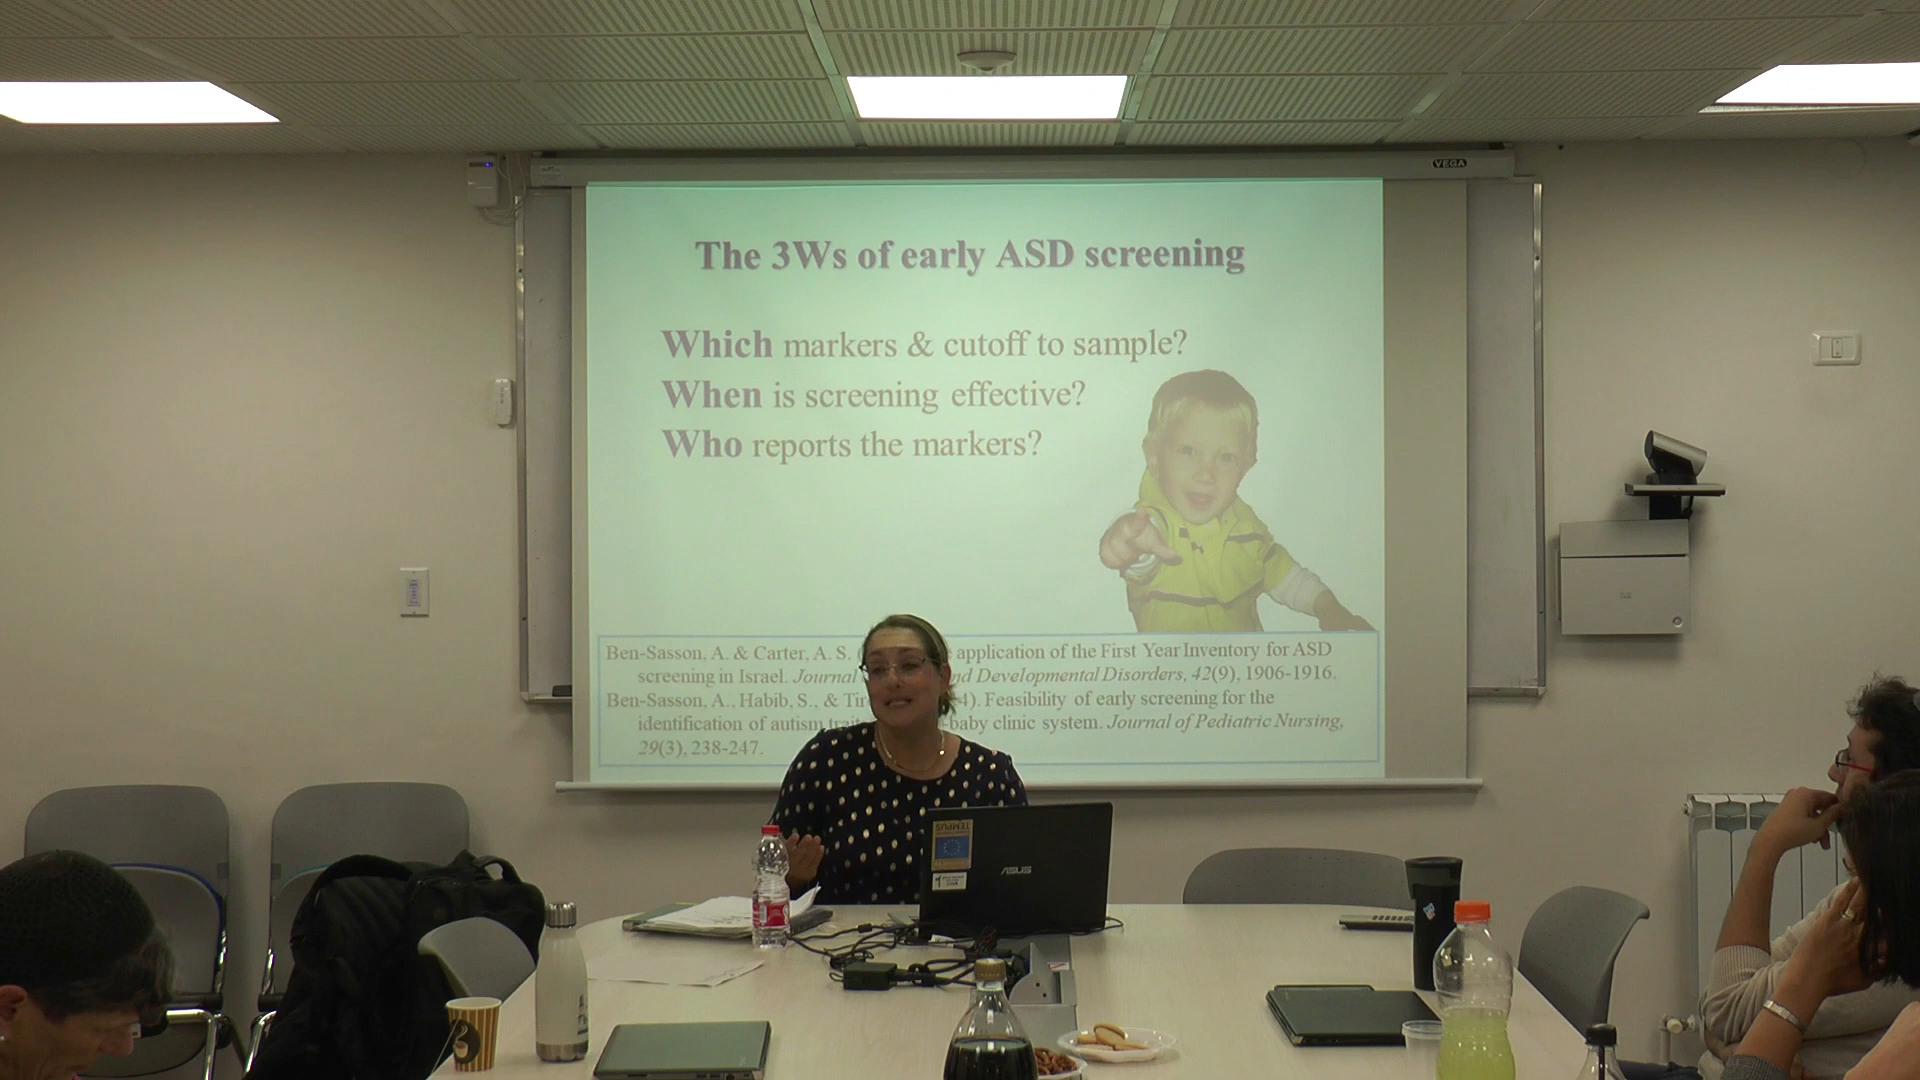 VEGA
The 3Ws of early ASD screening
Which markers & cutoff to sample?
When is screening effective?
Who reports the markers?
Ben-Sasson, A. & Carter, A. S. ( application of the First Year Inventory for ASD
screening in Israel. Journal nd Developmental Disorders, 42(9), 1906-1916.
Ben-Sasson, A., Habib, S., & Tir 4). Feasibility of early screening for the
identification of autism trait -baby clinic system. Journal of Pediatric Nursing,
29(3), 238-247.
TEMPUS
ASUS